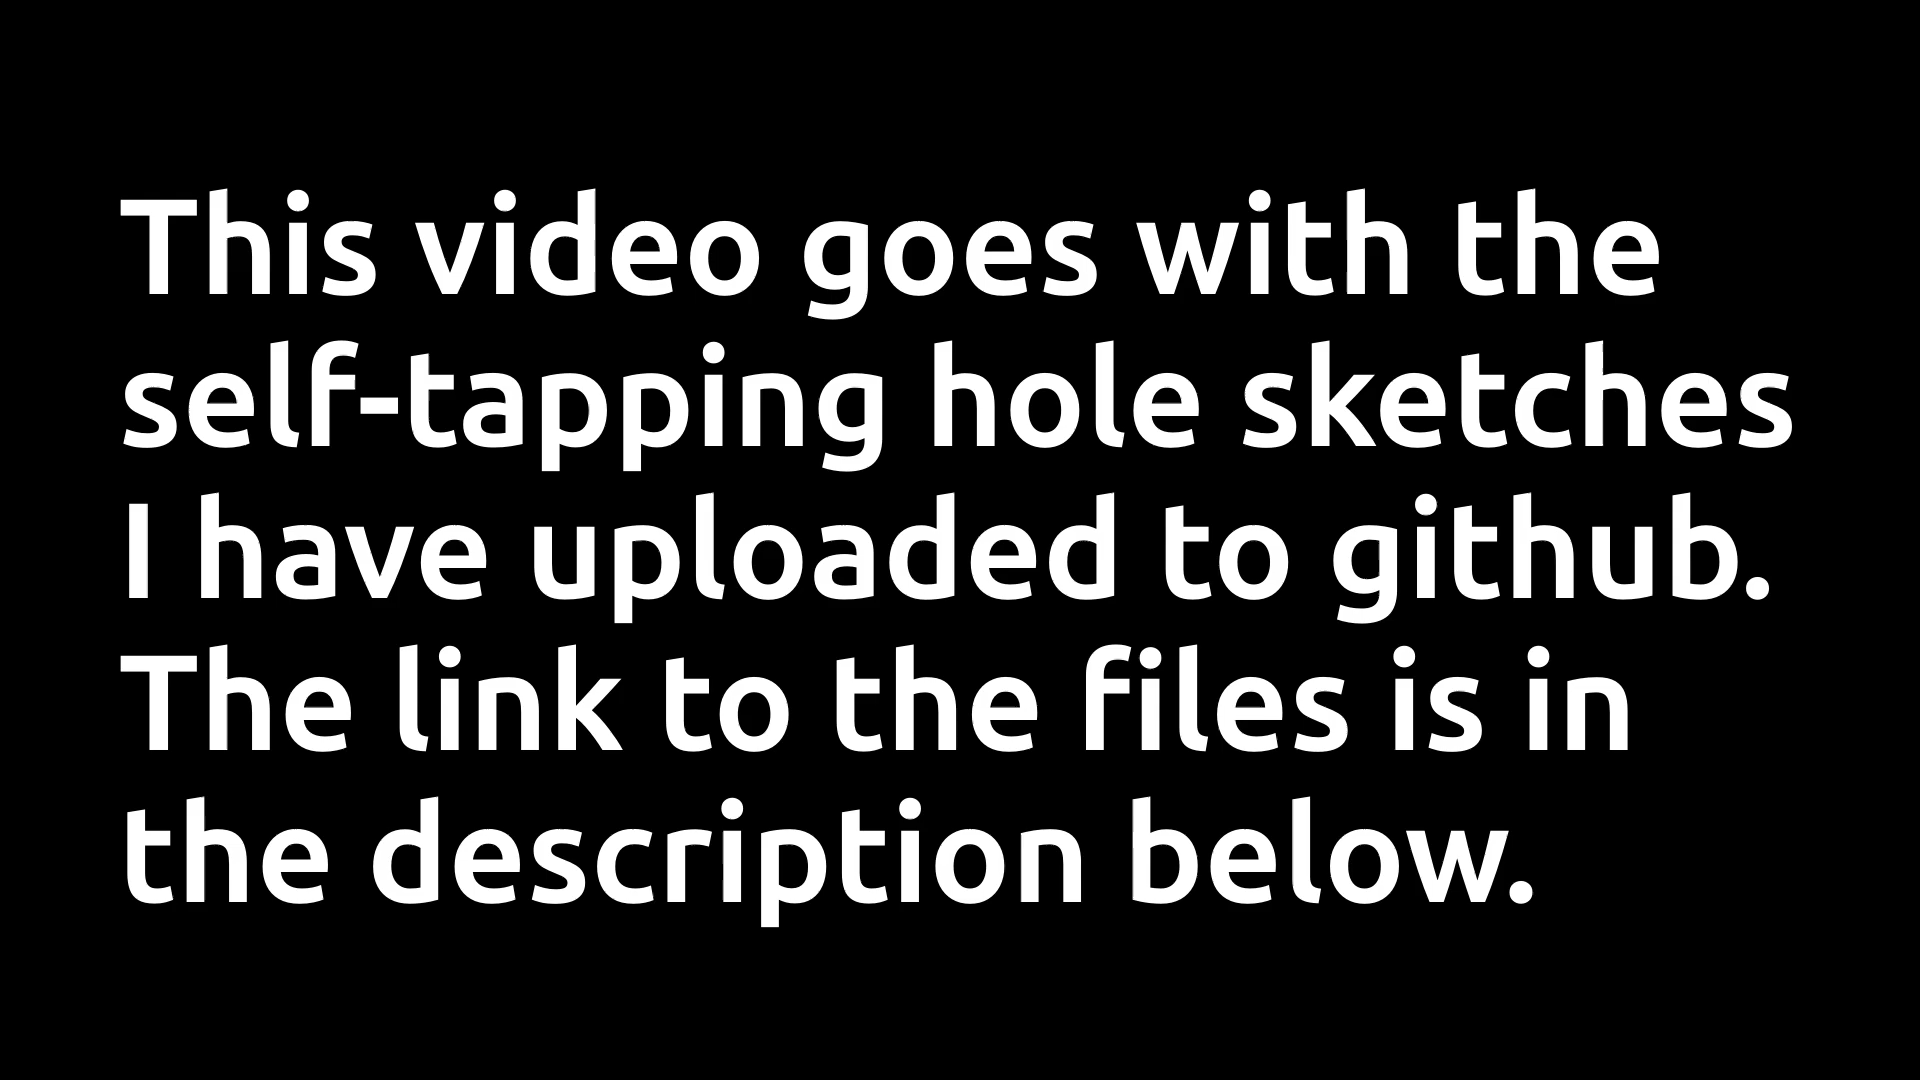 This video goes with the
self-tapping hole sketches
I have uploaded to github.
The link to the files is in
the description below.